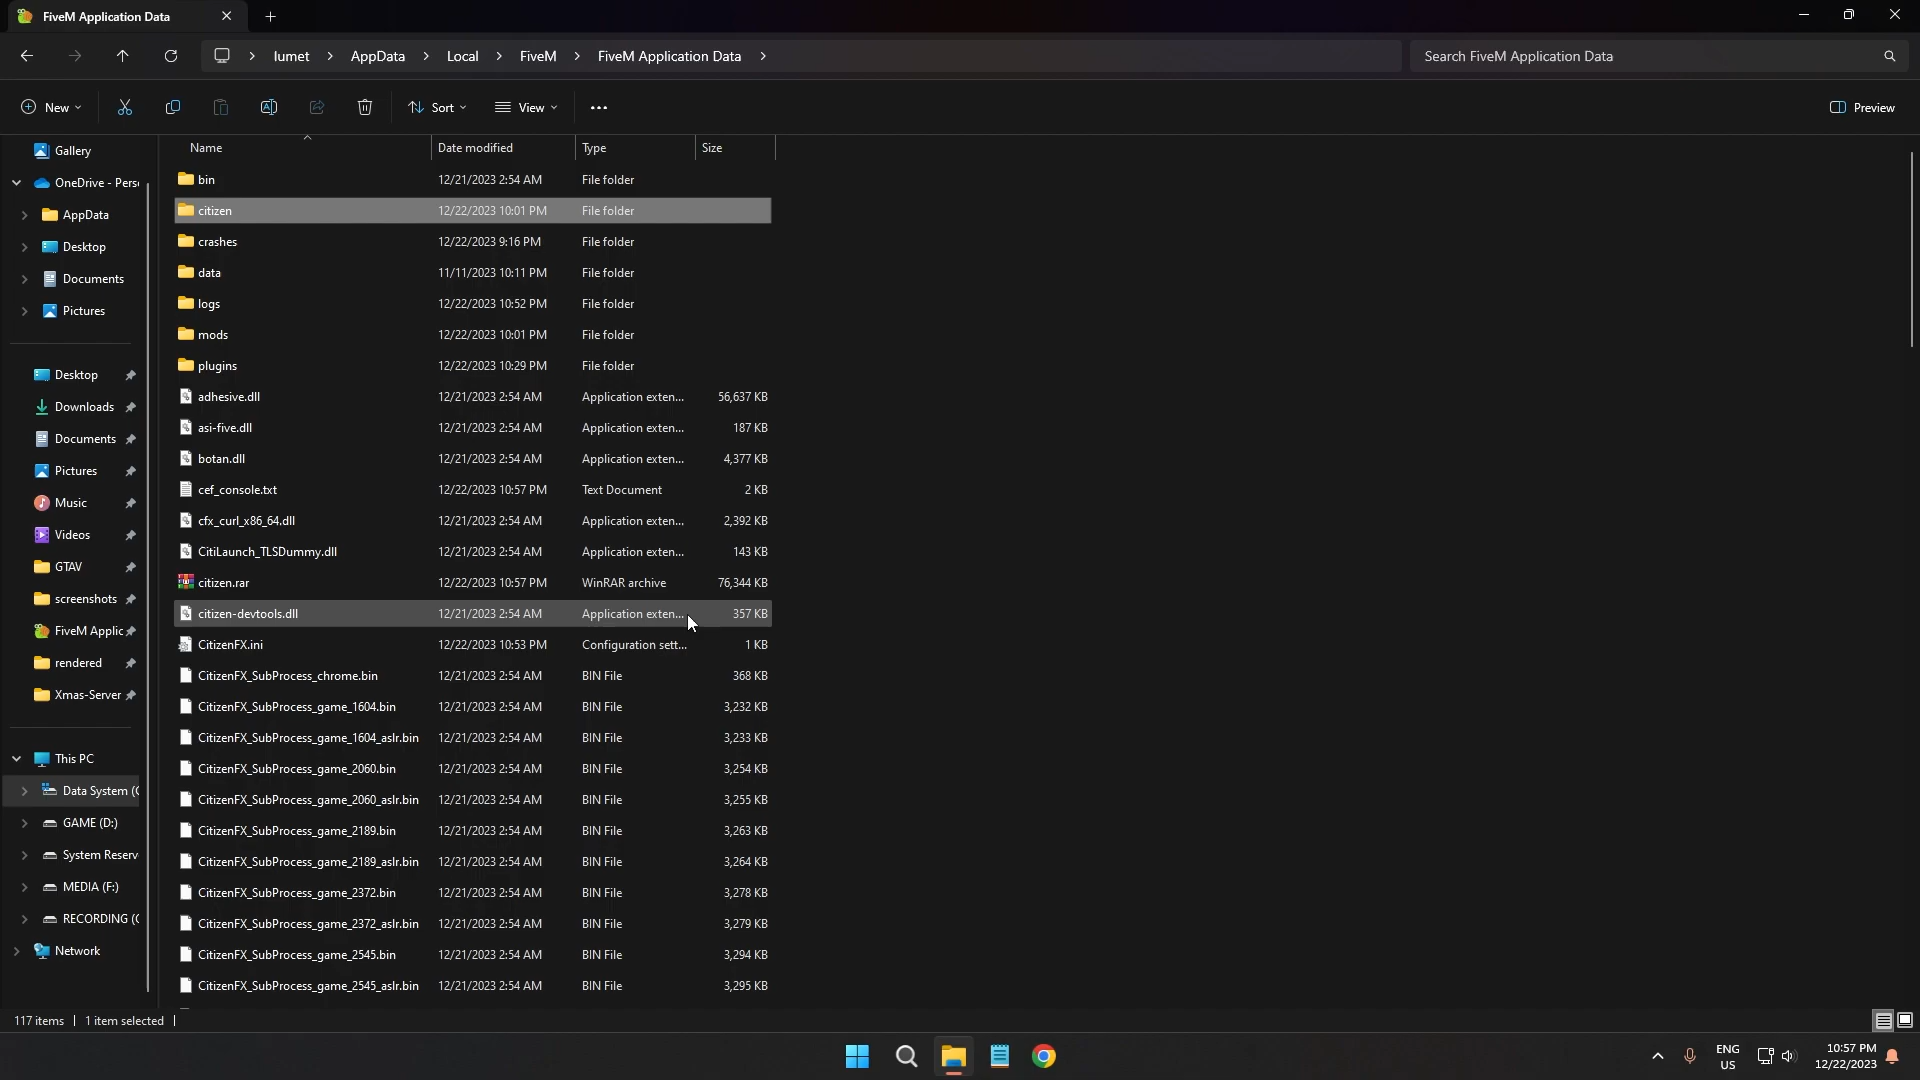 FiveM Application Data
lumet > AppData > Local > FiveM > FiveM Application Data >
Search FiveM Application Data
New
Sort
View
Preview
Name Date modified Type Size
Gallery
OneDrive - Pers
AppData
Desktop
Documents
Pictures
Desktop
Downloads
Documents
Pictures
Music
Videos
GTAV
screenshots
FiveM Applic
rendered
Xmas-Server
This PC
Data System (
GAME (D:)
System Reserv
MEDIA (F:)
RECORDING (
Network
bin 12/21/2023 2:54 AM File folder
citizen 12/22/2023 10:01 PM File folder
crashes 12/22/2023 9:16 PM File folder
data 11/11/2023 10:11 PM File folder
logs 12/22/2023 10:52 PM File folder
mods 12/22/2023 10:01 PM File folder
plugins 12/22/2023 10:29 PM File folder
adhesive.dll 12/21/2023 2:54 AM Application exten... 56,637 KB
asi-five.dll 12/21/2023 2:54 AM Application exten... 187 KB
botan.dll 12/21/2023 2:54 AM Application exten... 4,377 KB
cef_console.txt 12/22/2023 10:57 PM Text Document 2 KB
cfx_curl_x86_64.dll 12/21/2023 2:54 AM Application exten... 2,392 KB
CitiLaunch_TLSDummy.dll 12/21/2023 2:54 AM Application exten... 143 KB
citizen.rar 12/22/2023 10:57 PM WinRAR archive 76,344 KB
citizen-devtools.dll 12/21/2023 2:54 AM Application exten... 357 KB
CitizenFX.ini 12/22/2023 10:53 PM Configuration sett... 1 KB
CitizenFX_SubProcess_chrome.bin 12/21/2023 2:54 AM BIN File 368 KB
CitizenFX_SubProcess_game_1604.bin 12/21/2023 2:54 AM BIN File 3,232 KB
CitizenFX_SubProcess_game_1604_aslr.bin 12/21/2023 2:54 AM BIN File 3,233 KB
CitizenFX_SubProcess_game_2060.bin 12/21/2023 2:54 AM BIN File 3,254 KB
CitizenFX_SubProcess_game_2060_aslr.bin 12/21/2023 2:54 AM BIN File 3,255 KB
CitizenFX_SubProcess_game_2189.bin 12/21/2023 2:54 AM BIN File 3,263 KB
CitizenFX_SubProcess_game_2189_aslr.bin 12/21/2023 2:54 AM BIN File 3,264 KB
CitizenFX_SubProcess_game_2372.bin 12/21/2023 2:54 AM BIN File 3,278 KB
CitizenFX_SubProcess_game_2372_aslr.bin 12/21/2023 2:54 AM BIN File 3,279 KB
CitizenFX_SubProcess_game_2545.bin 12/21/2023 2:54 AM BIN File 3,294 KB
CitizenFX_SubProcess_game_2545_aslr.bin 12/21/2023 2:54 AM BIN File 3,295 KB
117 items 1 item selected
ENG
US
10:57 PM
12/22/2023